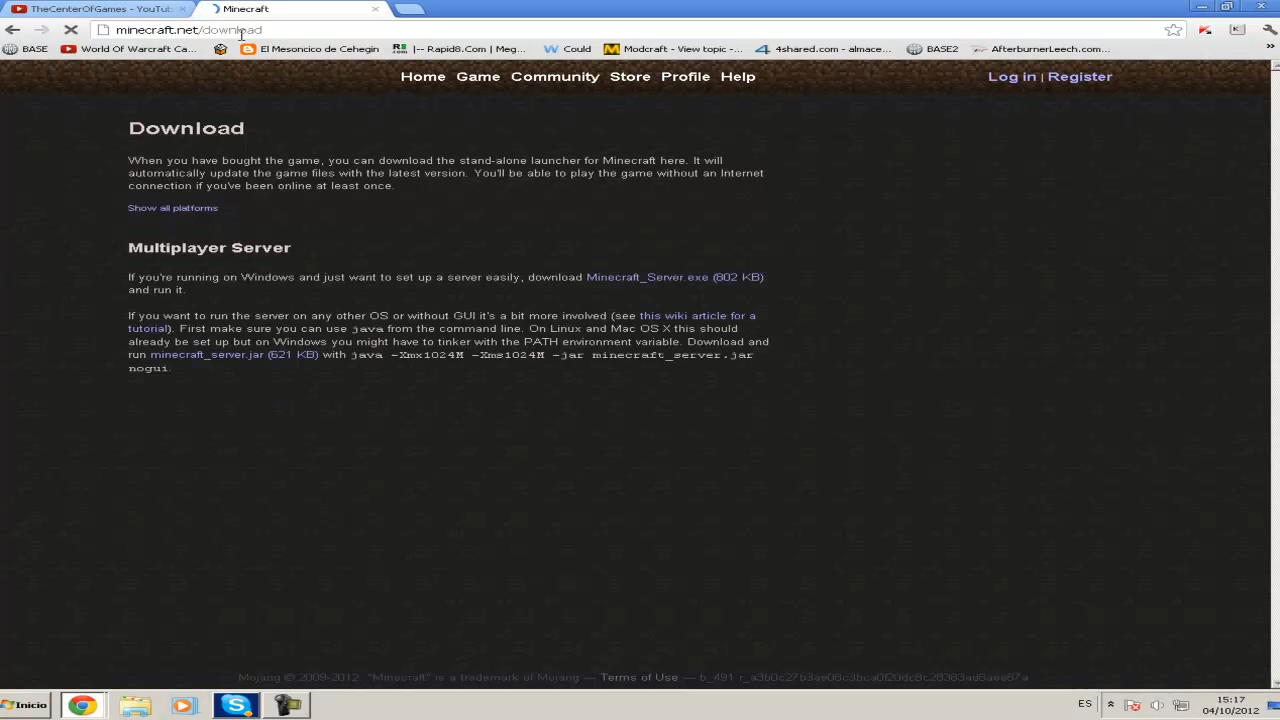 TheCenterOfGames - YouTu
Minecraft
minecraft.net/download
BASE
World Of Warcraft Ca...
El Mesoncico de Cehegin
|-- Rapid8.Com | Meg...
Could
Modcraft - View topic -...
4shared.com - almace...
BASE2
AfterburnerLeech.com...
Home Game Community Store Profile Help
Log in | Register
Download
When you have bought the game, you can download the stand-alone launcher for Minecraft here. It will
automatically update the game files with the latest version. You'll be able to play the game without an Internet
connection if you've been online at least once.
Show all platforms
Multiplayer Server
If you're running on Windows and just want to set up a server easily, download Minecraft_Server.exe (802 KB)
and run it.
If you want to run the server on any other OS or without GUI it's a bit more involved (see this wiki article for a
tutorial). First make sure you can use java from the command line. On Linux and Mac OS X this should
already be set up but on Windows you might have to tinker with the PATH environment variable. Download and
run minecraft_server.jar (621 KB) with java -Xmx1024M -Xms1024M -jar minecraft_server.jar
nogui.
Mojang © 2009-2012. "Minecraft" is a trademark of Mojang — Terms of Use — b_491
Inicio
ES
15:17
04/10/2012